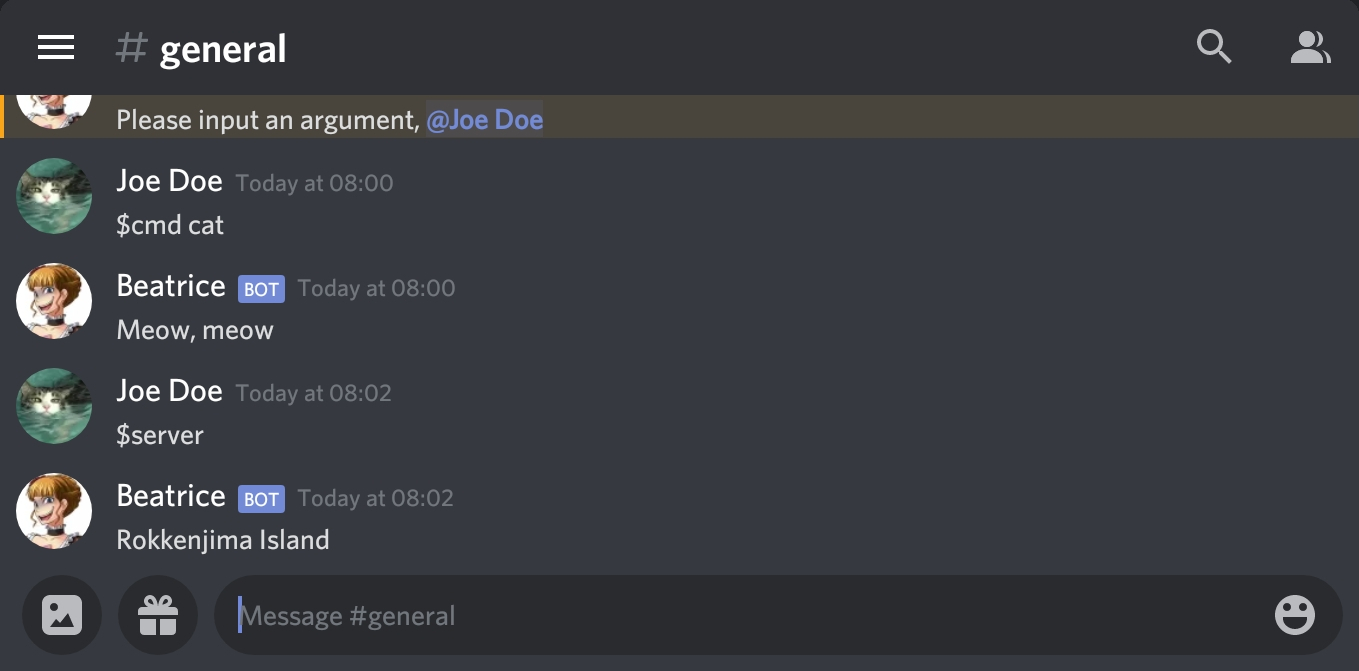 # general
Please input an argument, @Joe Doe
Joe Doe Today at 08:00
$cmd cat
Beatrice BOT Today at 08:00
Meow, meow
Joe Doe Today at 08:02
$server
Beatrice BOT Today at 08:02
Rokkenjima Island
Message #general